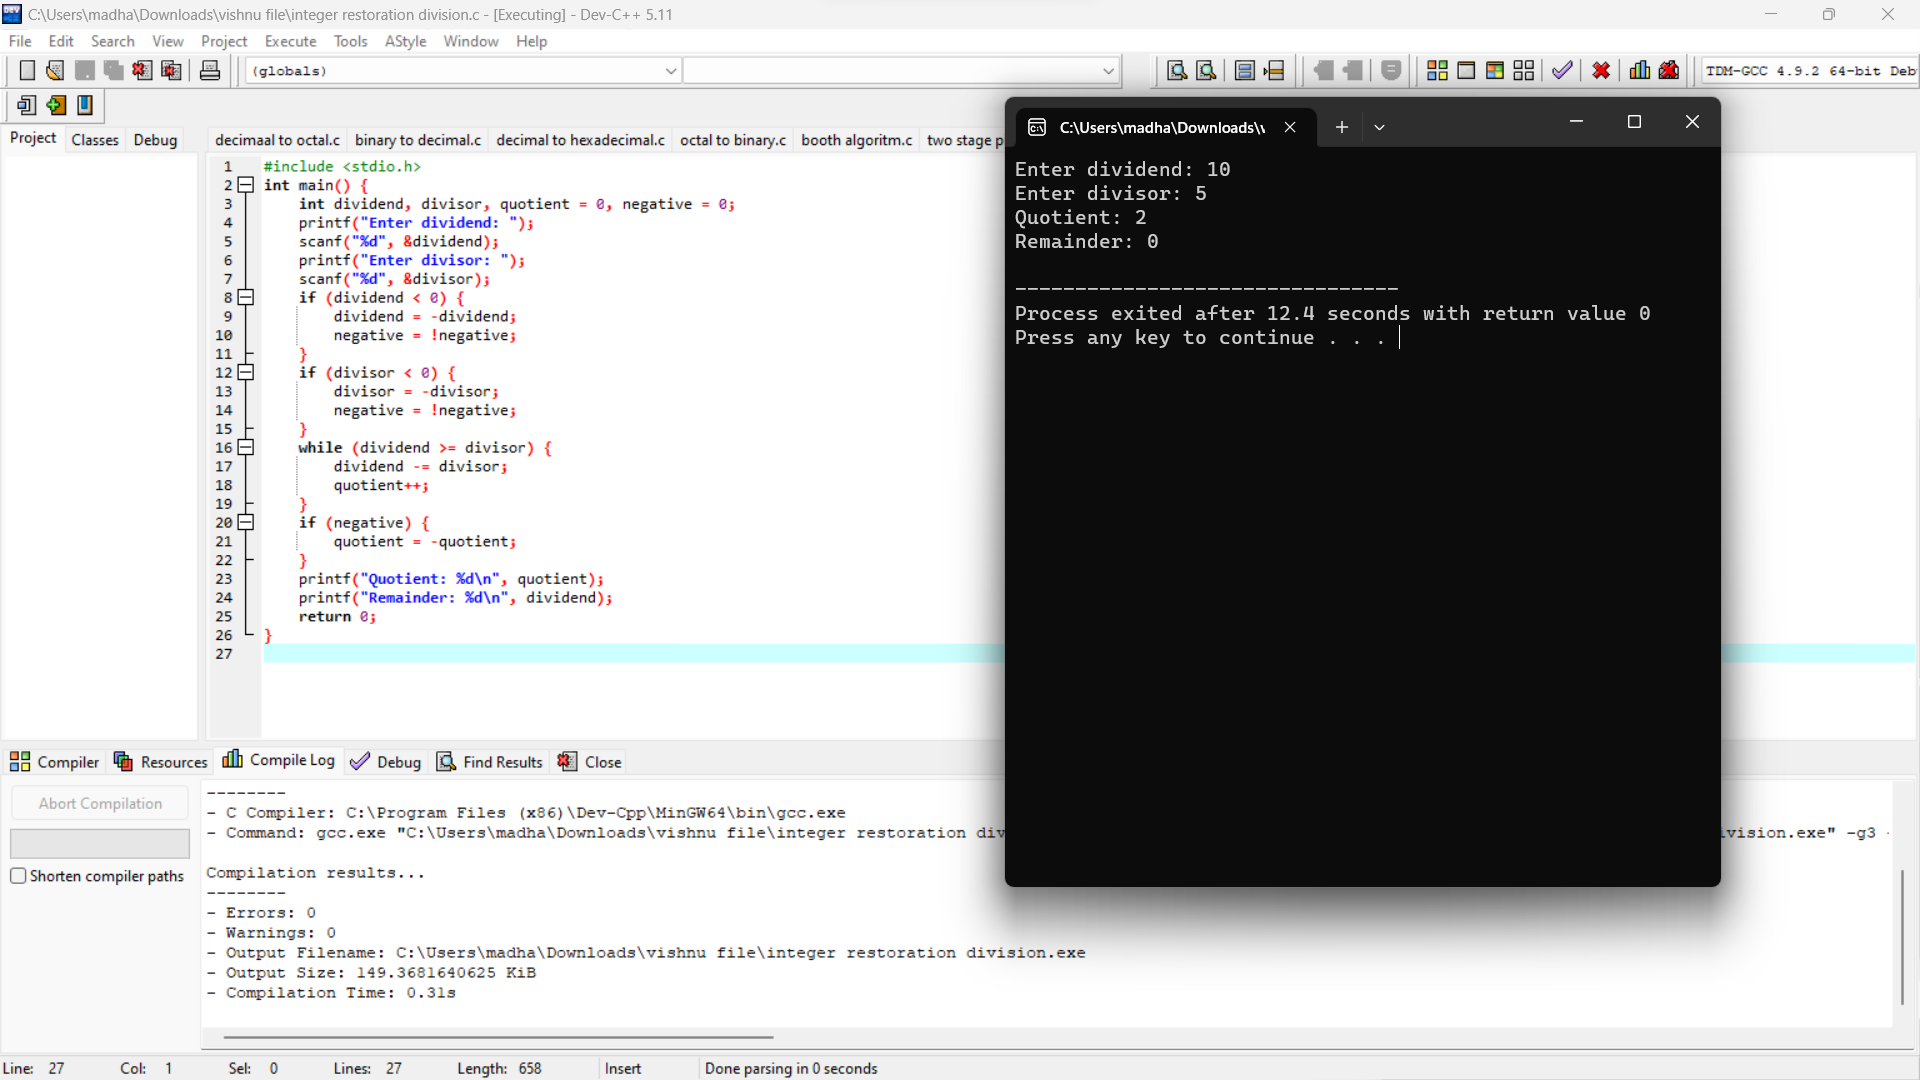 C:\Users\madha\Downloads\vishnu file\integer restoration division.c - [Executing] - Dev-C++ 5.11
File Edit Search View Project Execute Tools AStyle Window Help
(globals)
TDM-GCC 4.9.2 64-bit Deb
Project Classes Debug
decimaal to octal.c binary to decimal.c decimal to hexadecimal.c octal to binary.c booth algoritm.c two stage p
1 #include <stdio.h>
2 int main() {
3 int dividend, divisor, quotient = 0, negative = 0;
4 printf("Enter dividend: ");
5 scanf("%d", &dividend);
6 printf("Enter divisor: ");
7 scanf("%d", &divisor);
8 if (dividend < 0) {
9 dividend = -dividend;
10 negative = !negative;
11 }
12 if (divisor < 0) {
13 divisor = -divisor;
14 negative = !negative;
15 }
16 while (dividend >= divisor) {
17 dividend -= divisor;
18 quotient++;
19 }
20 if (negative) {
21 quotient = -quotient;
22 }
23 printf("Quotient: %d\n", quotient);
24 printf("Remainder: %d\n", dividend);
25 return 0;
26 }
27
C:\Users\madha\Downloads\
Enter dividend: 10
Enter divisor: 5
Quotient: 2
Remainder: 0
--------------------------------
Process exited after 12.4 seconds with return value 0
Press any key to continue . . .
Compiler Resources Compile Log Debug Find Results Close
Abort Compilation
Shorten compiler paths
--------
- C Compiler: C:\Program Files (x86)\Dev-Cpp\MinGW64\bin\gcc.exe
- Command: gcc.exe "C:\Users\madha\Downloads\vishnu file\integer restoration div ivision.exe" -g3 -
Compilation results...
--------
- Errors: 0
- Warnings: 0
- Output Filename: C:\Users\madha\Downloads\vishnu file\integer restoration division.exe
- Output Size: 149.3681640625 KiB
- Compilation Time: 0.31s
Line: 27 Col: 1 Sel: 0 Lines: 27 Length: 658 Insert Done parsing in 0 seconds